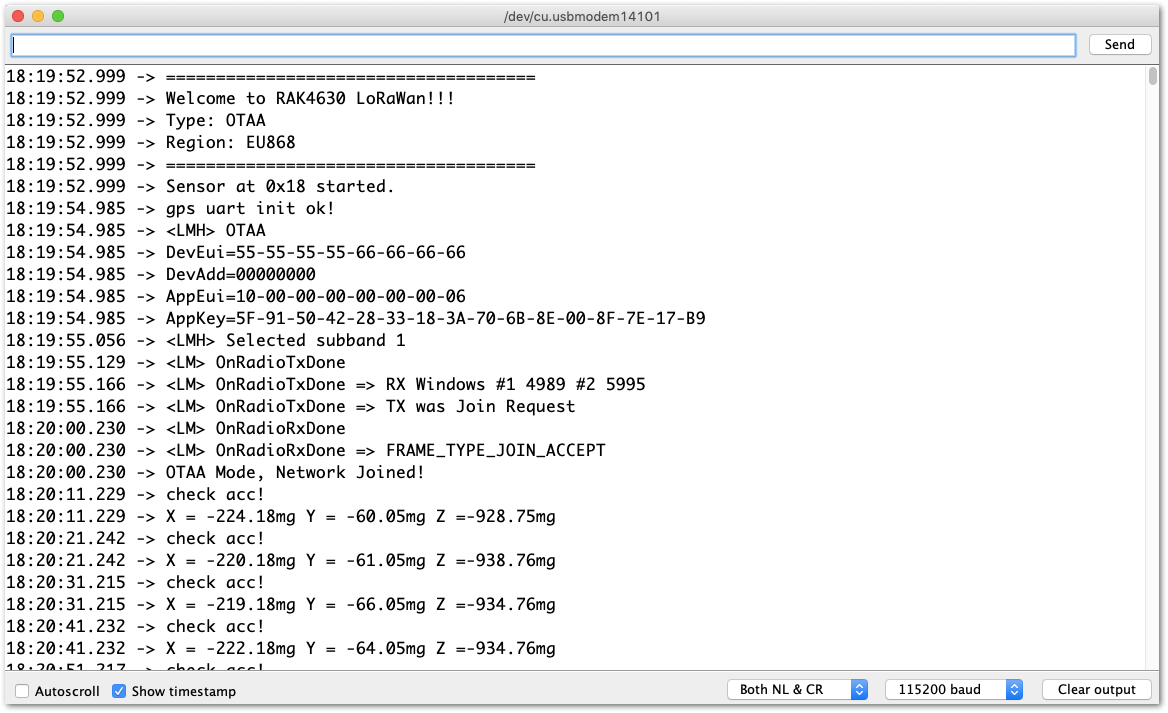 /dev/cu.usbmodem14101
Send
18:19:52.999 -> =====================================
18:19:52.999 -> Welcome to RAK4630 LoRaWan!!!
18:19:52.999 -> Type: OTAA
18:19:52.999 -> Region: EU868
18:19:52.999 -> =====================================
18:19:52.999 -> Sensor at 0x18 started.
18:19:54.985 -> gps uart init ok!
18:19:54.985 -> <LMH> OTAA
18:19:54.985 -> DevEui=55-55-55-55-66-66-66-66
18:19:54.985 -> DevAdd=00000000
18:19:54.985 -> AppEui=10-00-00-00-00-00-00-06
18:19:54.985 -> AppKey=5F-91-50-42-28-33-18-3A-70-6B-8E-00-8F-7E-17-B9
18:19:55.056 -> <LMH> Selected subband 1
18:19:55.129 -> <LM> OnRadioTxDone
18:19:55.166 -> <LM> OnRadioTxDone => RX Windows #1 4989 #2 5995
18:19:55.166 -> <LM> OnRadioTxDone => TX was Join Request
18:20:00.230 -> <LM> OnRadioRxDone
18:20:00.230 -> <LM> OnRadioRxDone => FRAME_TYPE_JOIN_ACCEPT
18:20:00.230 -> OTAA Mode, Network Joined!
18:20:11.229 -> check acc!
18:20:11.229 -> X = -224.18mg Y = -60.05mg Z =-928.75mg
18:20:21.242 -> check acc!
18:20:21.242 -> X = -220.18mg Y = -61.05mg Z =-938.76mg
18:20:31.215 -> check acc!
18:20:31.215 -> X = -219.18mg Y = -66.05mg Z =-934.76mg
18:20:41.232 -> check acc!
18:20:41.232 -> X = -222.18mg Y = -64.05mg Z =-934.76mg
18:20:51.217 -> check acc!
Autoscroll Show timestamp Both NL & CR 115200 baud Clear output